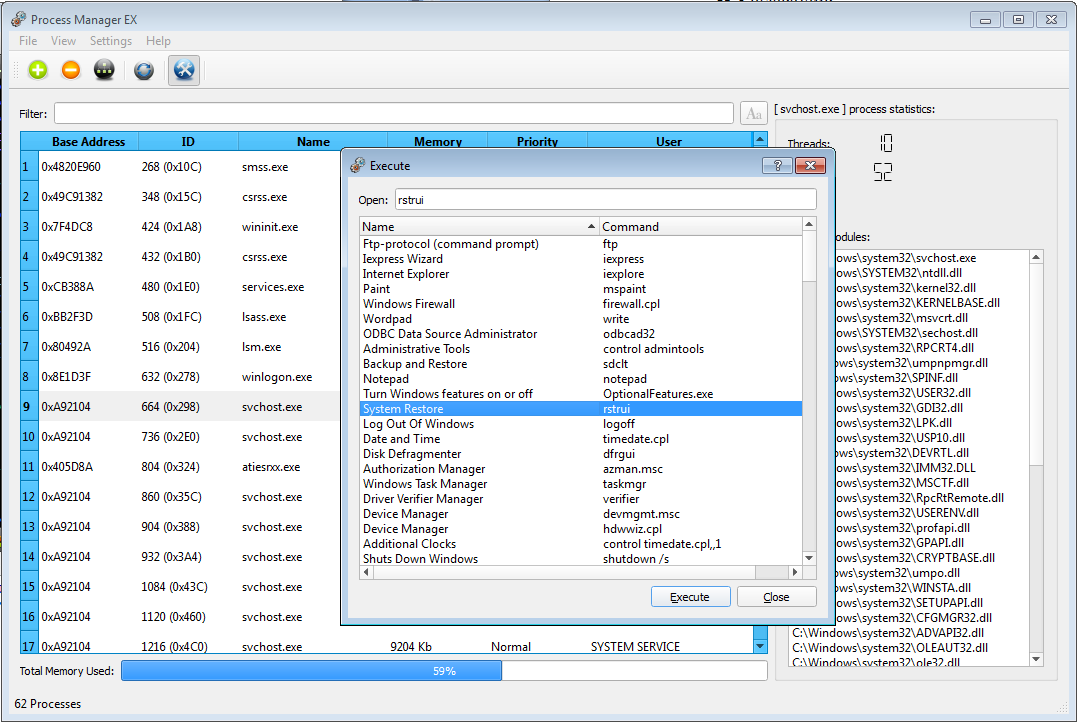 Process Manager EX
File View Settings Help
Filter:
Aa
[ svchost.exe ] process statistics:
Base Address ID Name Memory Priority User
1 0x4820E960 268 (0x10C) smss.exe
2 0x49C91382 348 (0x15C) csrss.exe
3 0x7F4DC8 424 (0x1A8) wininit.exe
4 0x49C91382 432 (0x1B0) csrss.exe
5 0xCB388A 480 (0x1E0) services.exe
6 0xBB2F3D 508 (0x1FC) lsass.exe
7 0x80492A 516 (0x204) lsm.exe
8 0x8E1D3F 632 (0x278) winlogon.exe
9 0xA92104 664 (0x298) svchost.exe
10 0xA92104 736 (0x2E0) svchost.exe
11 0x405D8A 804 (0x324) atiesrxx.exe
12 0xA92104 860 (0x35C) svchost.exe
13 0xA92104 904 (0x388) svchost.exe
14 0xA92104 932 (0x3A4) svchost.exe
15 0xA92104 1084 (0x43C) svchost.exe
16 0xA92104 1120 (0x460) svchost.exe
17 0xA92104 1216 (0x4C0) svchost.exe 9204 Kb Normal SYSTEM SERVICE
Total Memory Used: 59%
62 Processes
Execute
Open: rstrui
Name Command
Ftp-protocol (command prompt) ftp
Iexpress Wizard iexpress
Internet Explorer iexplore
Paint mspaint
Windows Firewall firewall.cpl
Wordpad write
ODBC Data Source Administrator odbcad32
Administrative Tools control admintools
Backup and Restore sdclt
Notepad notepad
Turn Windows features on or off OptionalFeatures.exe
System Restore rstrui
Log Out Of Windows logoff
Date and Time timedate.cpl
Disk Defragmenter dfrgui
Authorization Manager azman.msc
Windows Task Manager taskmgr
Driver Verifier Manager verifier
Device Manager devmgmt.msc
Device Manager hdwwiz.cpl
Additional Clocks control timedate.cpl,,1
Shuts Down Windows shutdown /s
Execute Close
Threads: 10
52
odules:
ows\system32\svchost.exe
ows\SYSTEM32\ntdll.dll
ows\system32\kernel32.dll
ows\system32\KERNELBASE.dll
ows\system32\msvcrt.dll
ows\SYSTEM32\sechost.dll
ows\system32\RPCRT4.dll
ows\system32\umpnpmgr.dll
ows\system32\SPINF.dll
ows\system32\USER32.dll
ows\system32\GDI32.dll
ows\system32\LPK.dll
ows\system32\USP10.dll
ows\system32\DEVRTL.dll
ows\system32\IMM32.DLL
ows\system32\MSCTF.dll
ows\system32\RpcRtRemote.dll
ows\system32\USERENV.dll
ows\system32\profapi.dll
ows\system32\GPAPI.dll
ows\system32\CRYPTBASE.dll
ows\system32\umpo.dll
ows\system32\WINSTA.dll
ows\system32\SETUPAPI.dll
ows\system32\CFGMGR32.dll
C:\Windows\system32\ADVAPI32.dll
C:\Windows\system32\OLEAUT32.dll
C:\Windows\system32\ole32.dll